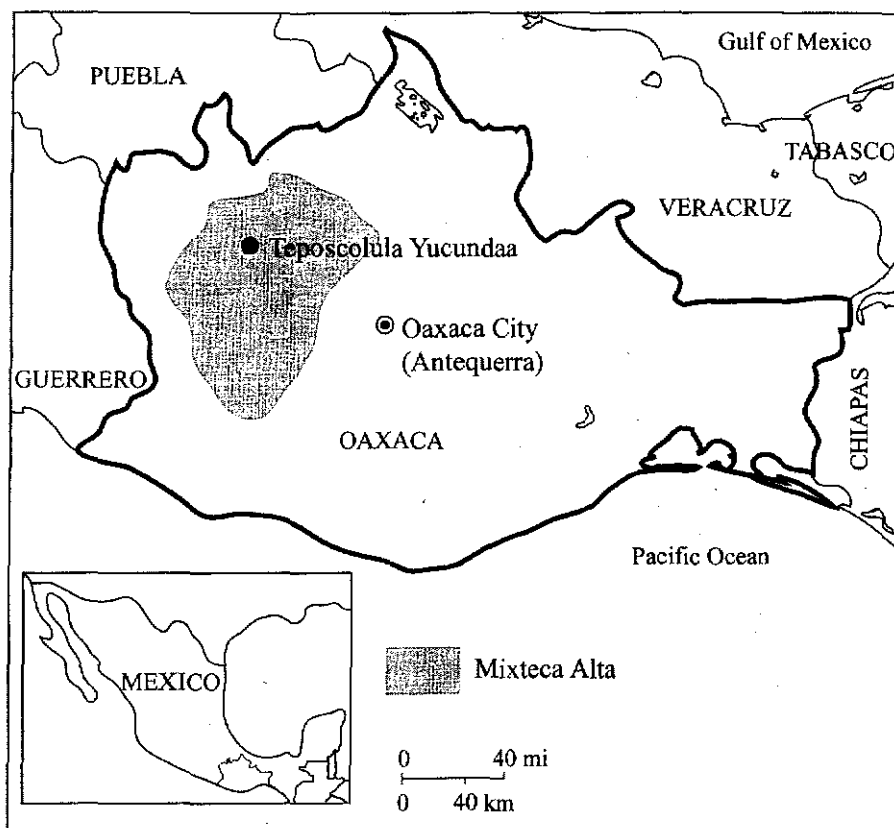 Gulf of Mexico
PUEBLA
TABASCO
VERACRUZ
Teposcolula Yucundaa
Oaxaca City
(Antequerra)
GUERRERO
OAXACA
CHIAPAS
Pacific Ocean
MEXICO
Mixteca Alta
0 40 mi
0 40 km